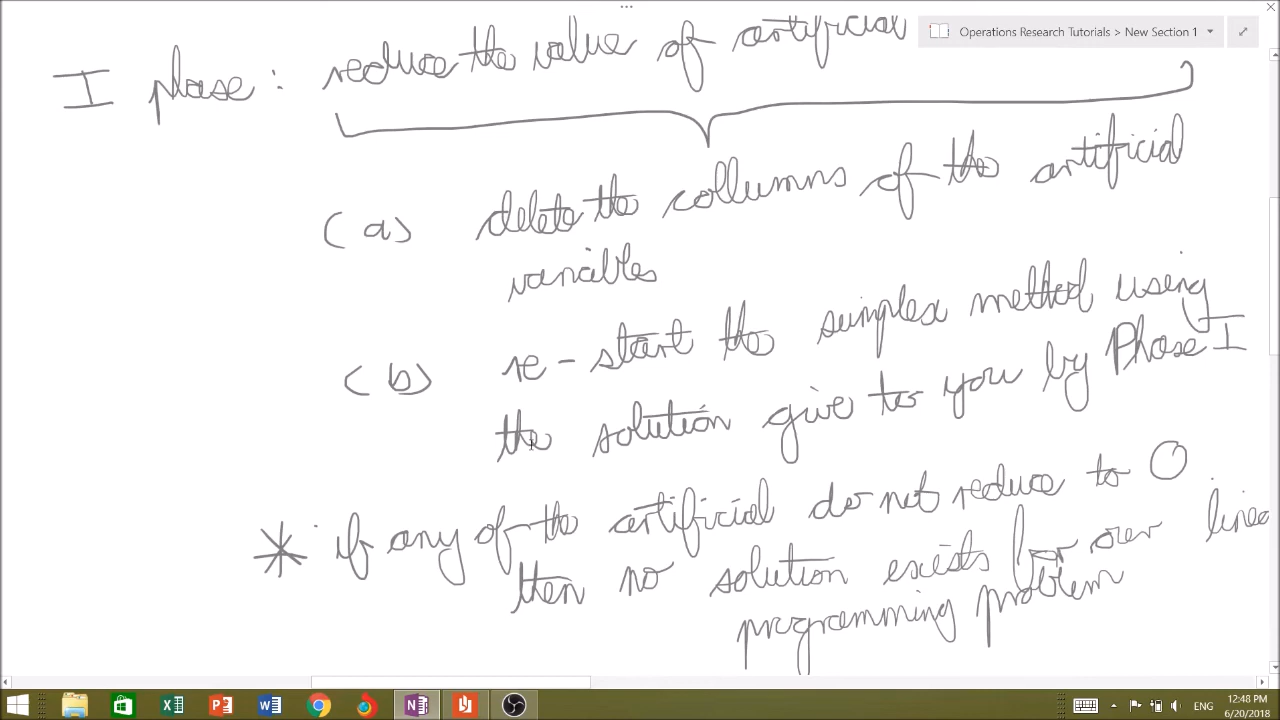 Operations Research Tutorials > New Section 1
I phase: reduce the value of artificial
(a) delete the collumns of the artificial
variables
(b) re-start the simplex method using
the solution give to you by Phase I
* if any of the artificial do not reduce to 0
then no solution exists for our linea
programming problem
ENG
12:48 PM
6/20/2018